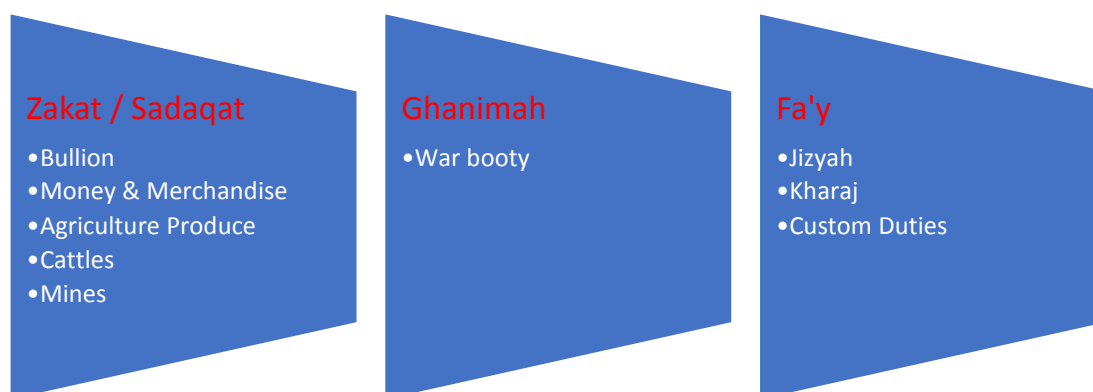 Zakat / Sadaqat
•Bullion
•Money & Merchandise
•Agriculture Produce
•Cattles
•Mines
Ghanimah
•War booty
Fa'y
•Jizyah
•Kharaj
•Custom Duties